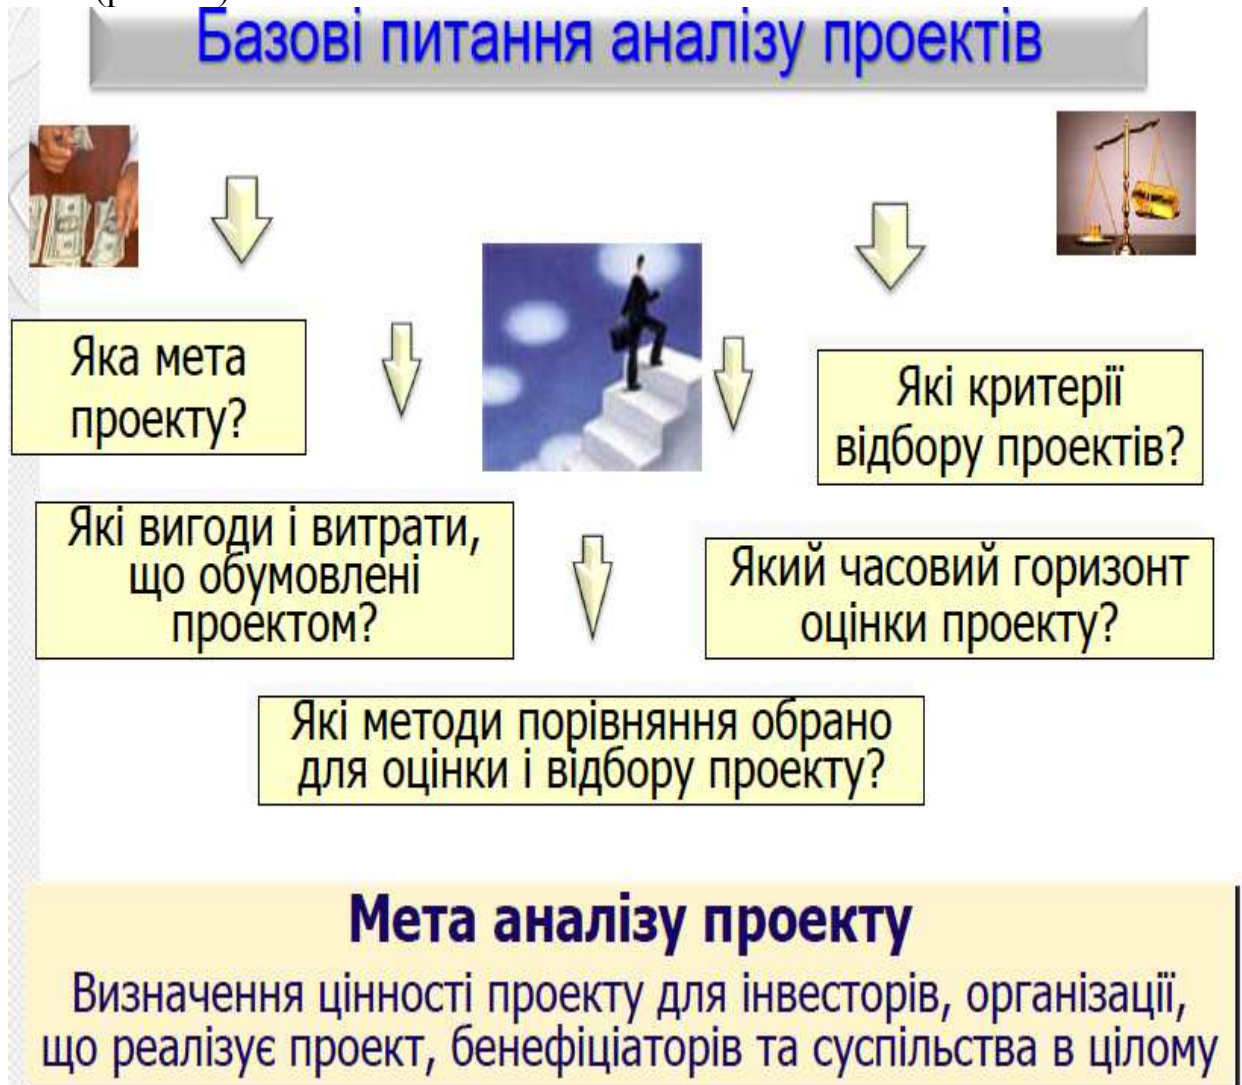 Базові питання аналізу проектів
Яка мета
проекту?
Які критерії
відбору проектів?
Які вигоди і витрати,
що обумовлені
проектом?
Який часовий горизонт
оцінки проекту?
Які методи порівняння обрано
для оцінки і відбору проекту?
Мета аналізу проекту
Визначення цінності проекту для інвесторів, організації,
що реалізує проект, бенефіціаторів та суспільства в цілому